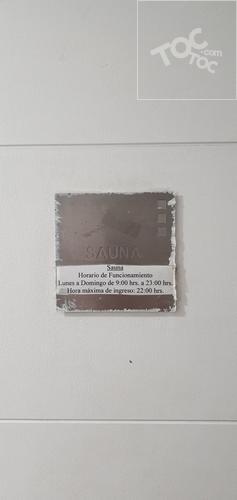 TOC
TOC.com
SAUNA
Sauna
Horario de Funcionamiento
Lunes a Domingo de 9:00 hrs. a 23:00 hrs.
Hora máxima de ingreso: 22:00 hrs.